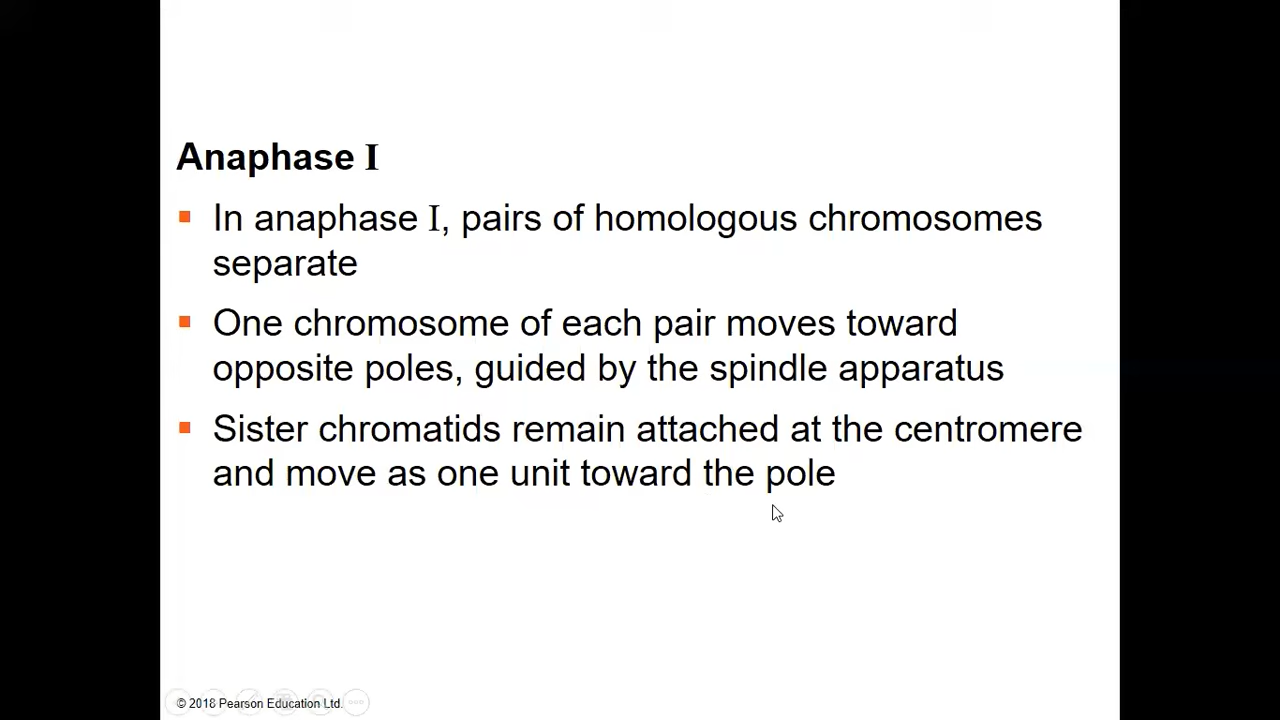 Anaphase I
In anaphase I, pairs of homologous chromosomes
separate
One chromosome of each pair moves toward
opposite poles, guided by the spindle apparatus
Sister chromatids remain attached at the centromere
and move as one unit toward the pole
© 2018 Pearson Education Ltd.